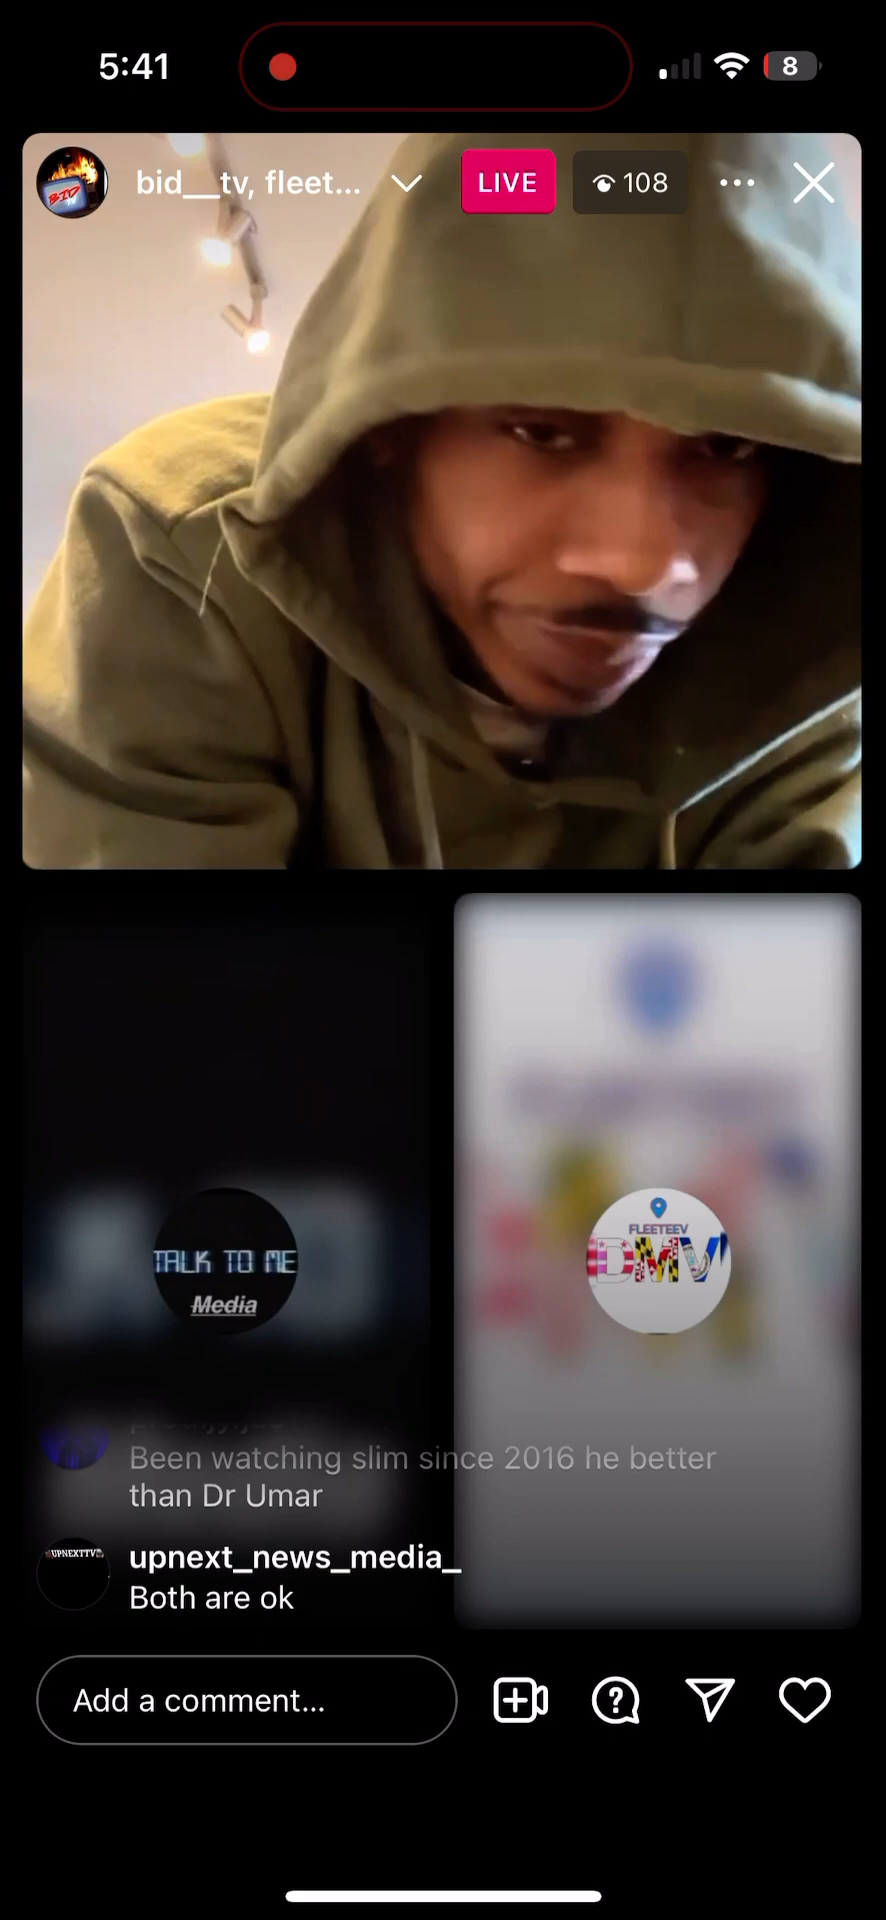 5:41
8
BID
bid__tv, fleet...
LIVE
108
TALK TO ME
Media
FLEETEEV
DMV
Been watching slim since 2016 he better
than Dr Umar
UPNEXTTV
upnext_news_media_
Both are ok
Add a comment...